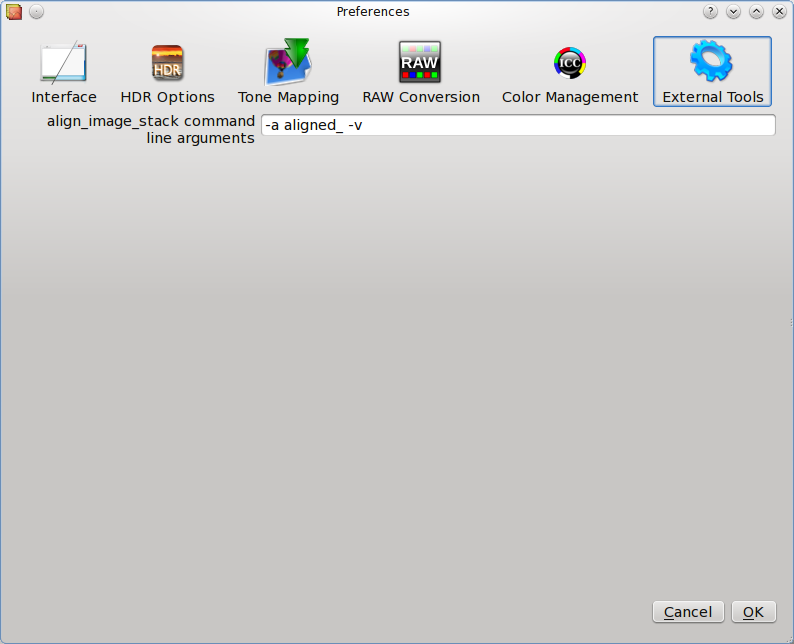 Preferences
HDR
RAW
ICC
Interface
HDR Options
Tone Mapping
RAW Conversion
Color Management
External Tools
align_image_stack command
line arguments
-a aligned_ -v
Cancel
OK